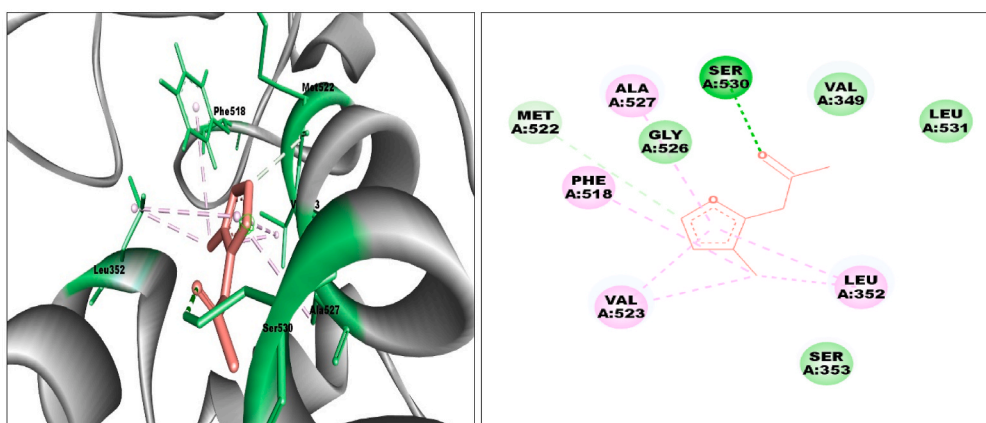 Met522
Phe518
Leu352
Ala527
Ser530
SER
A:530
ALA
A:527
VAL
A:349
LEU
A:531
MET
A:522
GLY
A:526
PHE
A:518
O
O
VAL
A:523
LEU
A:352
SER
A:353